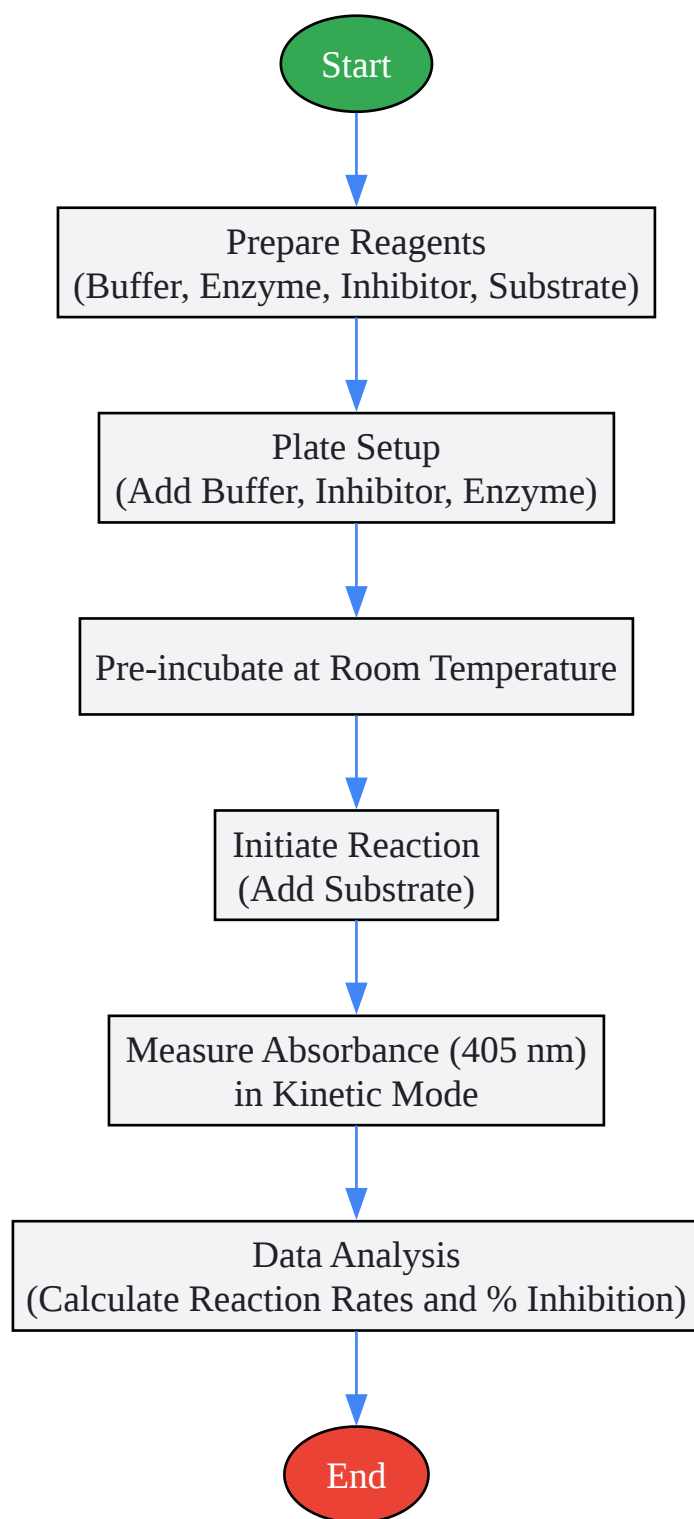 Start
Prepare Reagents
(Buffer, Enzyme, Inhibitor, Substrate)
Plate Setup
(Add Buffer, Inhibitor, Enzyme)
Pre-incubate at Room Temperature
Initiate Reaction
(Add Substrate)
Measure Absorbance (405 nm)
in Kinetic Mode
Data Analysis
(Calculate Reaction Rates and % Inhibition)
End